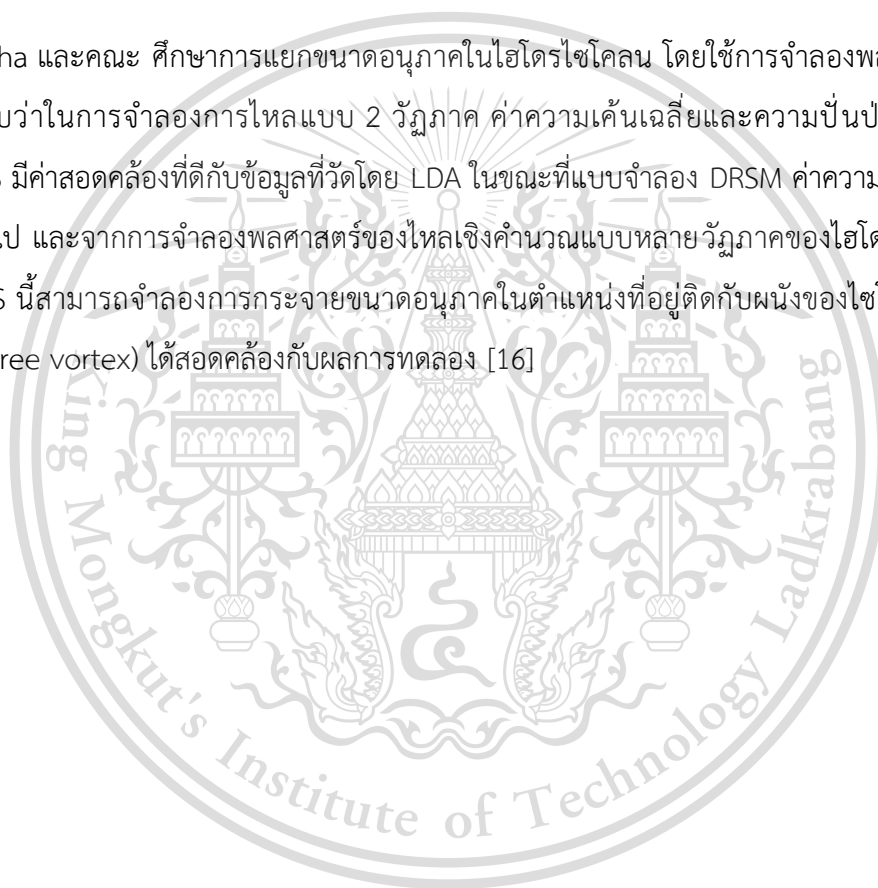 ha และคณะ ศึกษาการแยกขนาดอนุภาคในไฮโดรไซโคลน โดยใช้การจำลองพล
บว่าในการจำลองการไหลแบบ 2 วัฏภาค ค่าความเค้นเฉลี่ยและความปั่นป่
มีค่าสอดคล้องที่ดีกับข้อมูลที่วัดโดย LDA ในขณะที่แบบจำลอง DRSM ค่าความ
ไป และจากการจำลองพลศาสตร์ของไหลเชิงคำนวณแบบหลายวัฏภาคของไฮโด
S นี้สามารถจำลองการกระจายขนาดอนุภาคในตำแหน่งที่อยู่ติดกับผนังของไซโ
ree vortex) ได้สอดคล้องกับผลการทดลอง [16]
King Mongkut's Institute of Technology Ladkrabang